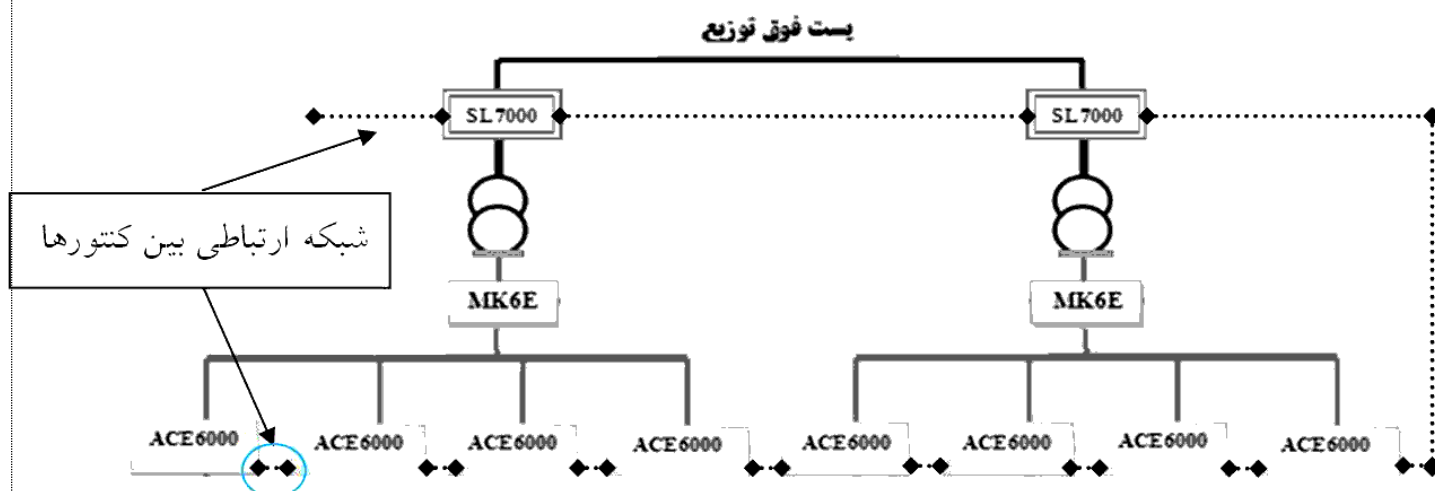 پست فوق توزیع
SL7000 SL7000
شبکه ارتباطی بین کنتورها
MK6E MK6E
ACE6000 ACE6000 ACE6000 ACE6000 ACE6000 ACE6000 ACE6000 ACE6000